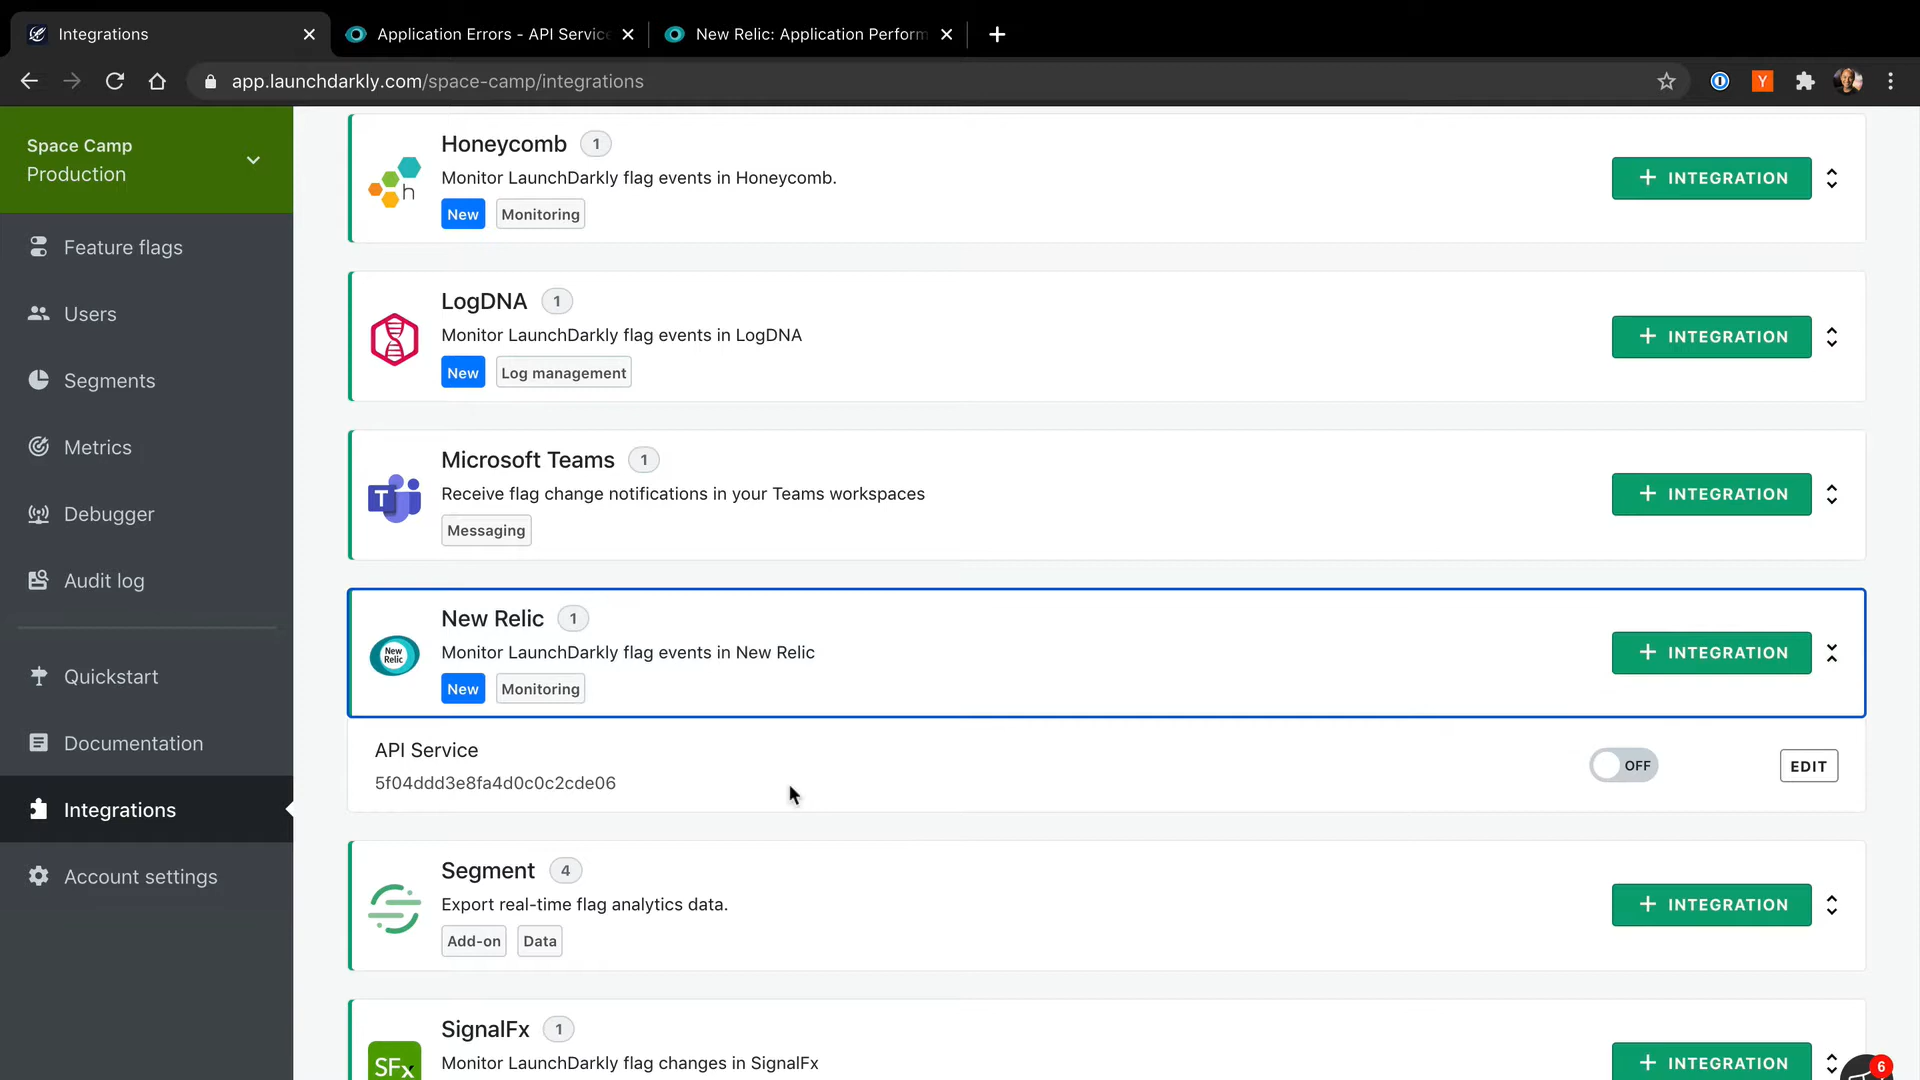 Integrations
Application Errors - API Service
New Relic: Application Perform
app.launchdarkly.com/space-camp/integrations
Y
Space Camp
Production
Feature flags
Users
Segments
Metrics
Debugger
Audit log
Quickstart
Documentation
Integrations
Account settings
h
Honeycomb 1
Monitor LaunchDarkly flag events in Honeycomb.
New Monitoring
+ INTEGRATION
LogDNA 1
Monitor LaunchDarkly flag events in LogDNA
New Log management
+ INTEGRATION
T
Microsoft Teams 1
Receive flag change notifications in your Teams workspaces
Messaging
+ INTEGRATION
New
Relic
New Relic 1
Monitor LaunchDarkly flag events in New Relic
New Monitoring
+ INTEGRATION
API Service
5f04ddd3e8fa4d0c0c2cde06
OFF
EDIT
Segment 4
Export real-time flag analytics data.
Add-on Data
+ INTEGRATION
SFx
SignalFx 1
Monitor LaunchDarkly flag changes in SignalFx
+ INTEGRATION
6